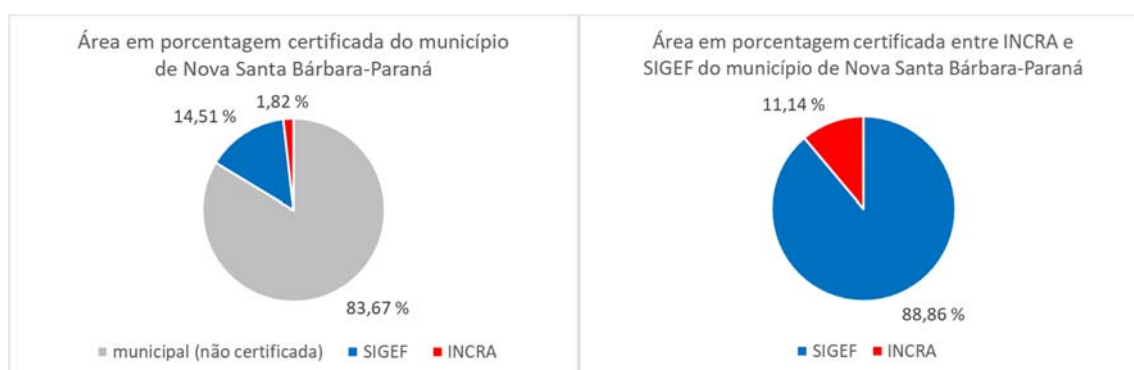 Área em porcentagem certificada do município
de Nova Santa Bárbara-Paraná
1,82 %
14,51 %
83,67 %
municipal (não certificada) SIGEF INCRA
Área em porcentagem certificada entre INCRA e
SIGEF do município de Nova Santa Bárbara-Paraná
11,14 %
88,86 %
SIGEF INCRA